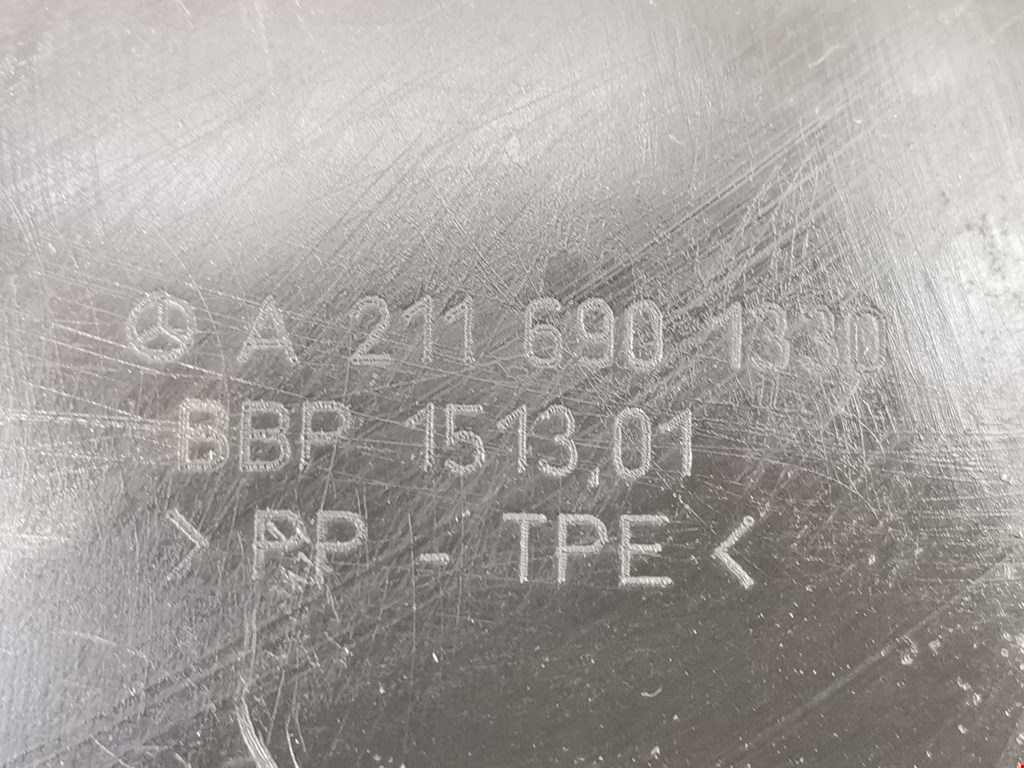 A 211 690 1330
BBP 1513,01
> PP - TPE <